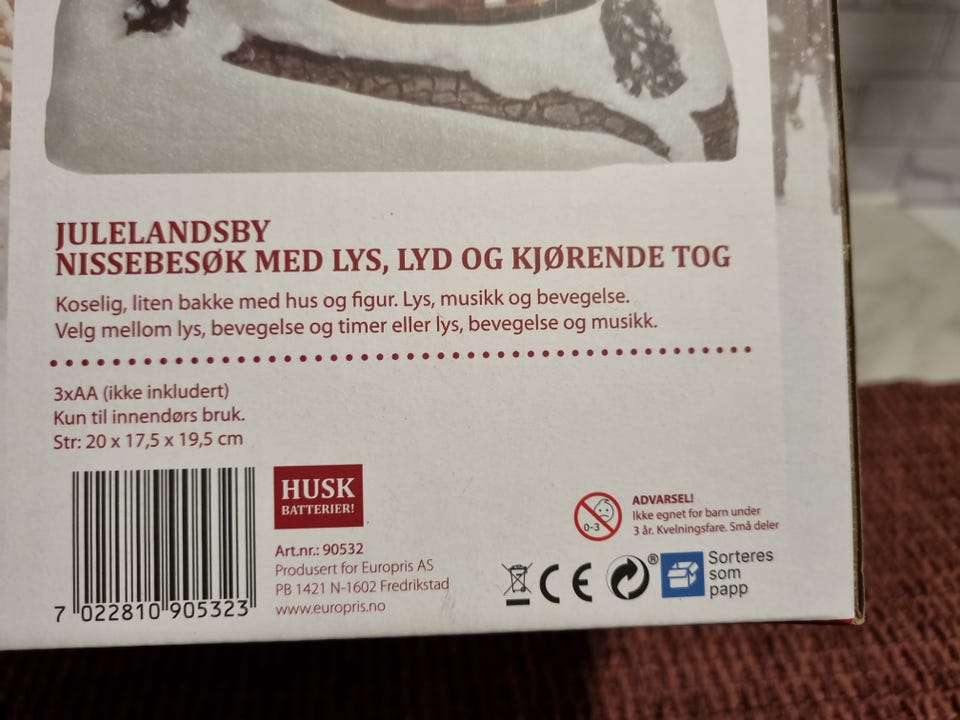 JULELANDSBY
NISSEBESØK MED LYS, LYD OG KJØRENDE TOG
Koselig, liten bakke med hus og figur. Lys, musikk og bevegelse.
Velg mellom lys, bevegelse og timer eller lys, bevegelse og musikk.
3xAA (ikke inkludert)
Kun til innendørs bruk.
Str: 20 x 17,5 x 19,5 cm
HUSK
BATTERIER!
Art.nr.: 90532
Produsert for Europris AS
PB 1421 N-1602 Fredrikstad
www.europris.no
7 022810 905323
0-3
ADVARSEL!
Ikke egnet for barn under
3 år. Kvelningsfare. Små deler
CE
®
Sorteres
som
papp